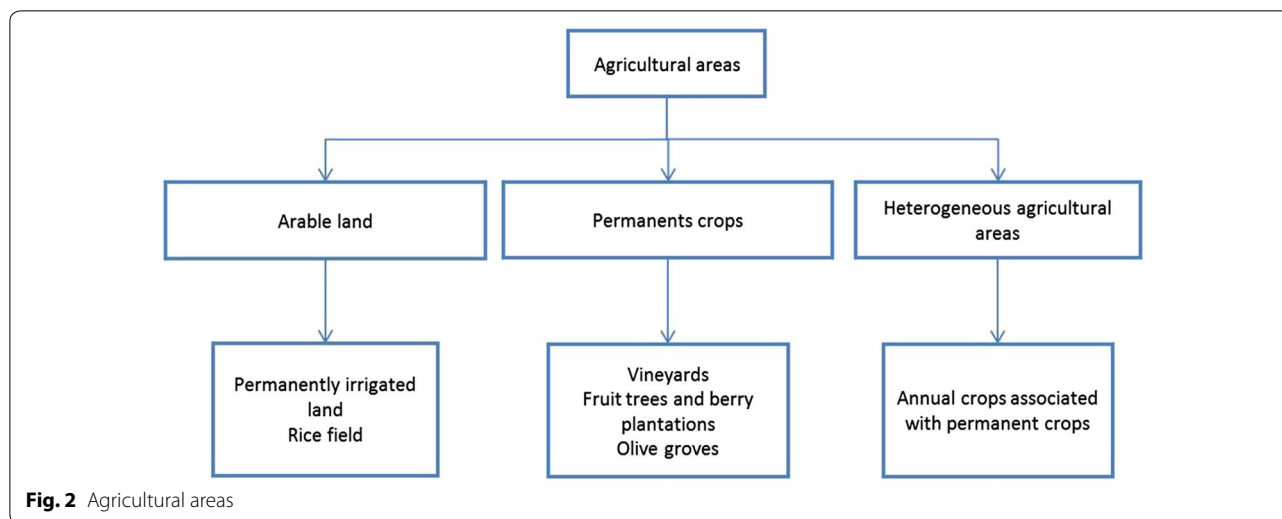 Agricultural areas
Arable land
Permanents crops
Heterogeneous agricultural
areas
Permanently irrigated
land
Rice field
Vineyards
Fruit trees and berry
plantations
Olive groves
Annual crops associated
with permanent crops
Fig. 2 Agricultural areas